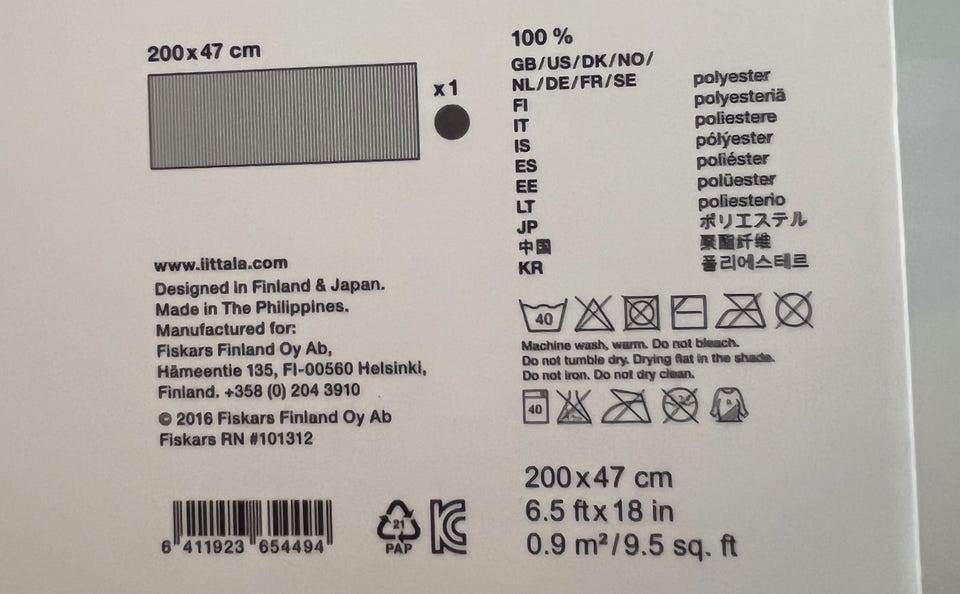 200x47 cm
x1
www.iittala.com
Designed in Finland & Japan.
Made in The Philippines.
Manufactured for:
Fiskars Finland Oy Ab,
Hämeentie 135, FI-00560 Helsinki,
Finland. +358 (0) 204 3910
© 2016 Fiskars Finland Oy Ab
Fiskars RN #101312
6 411923 654494
21
PAP
KC
100 %
GB/US/DK/NO/
NL/DE/FR/SE polyester
FI polyesteriä
IT poliestere
IS pólýester
ES poliéster
EE polüester
LT poliesterio
JP ポリエステル
中国 聚酯纤维
KR 폴리에스테르
40
Machine wash, warm. Do not bleach.
Do not tumble dry. Drying flat in the shade.
Do not iron. Do not dry clean.
40
200x47 cm
6.5 ftx18 in
0.9 m²/9.5 sq. ft